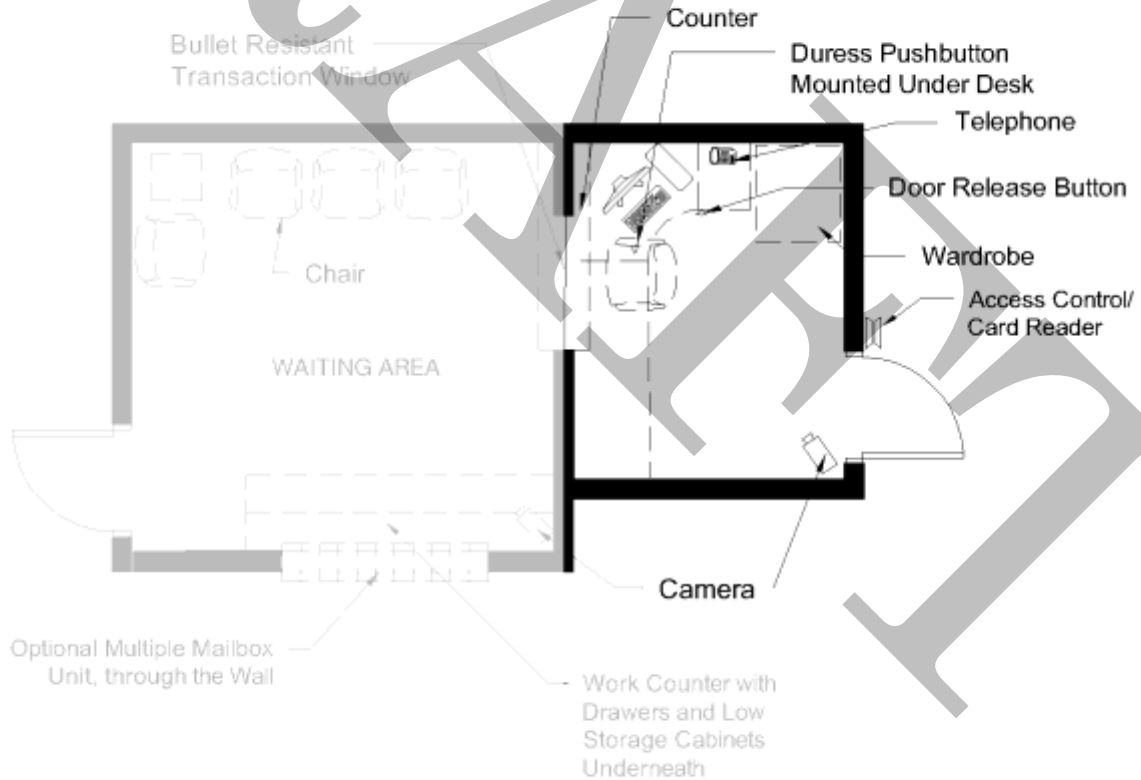 Counter
Bullet Resistant
Transaction Window
Duress Pushbutton
Mounted Under Desk
Telephone
Door Release Button
Wardrobe
Access Control/
Card Reader
Chair
WAITING AREA
Camera
Optional Multiple Mailbox
Unit, through the Wall
Work Counter with
Drawers and Low
Storage Cabinets
Underneath